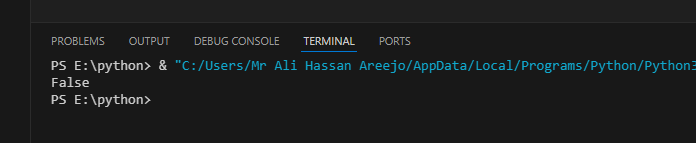 PROBLEMS OUTPUT DEBUG CONSOLE TERMINAL PORTS
PS E:\python> & "C:/Users/Mr Ali Hassan Areejo/AppData/Local/Programs/Python/Python3
False
PS E:\python>